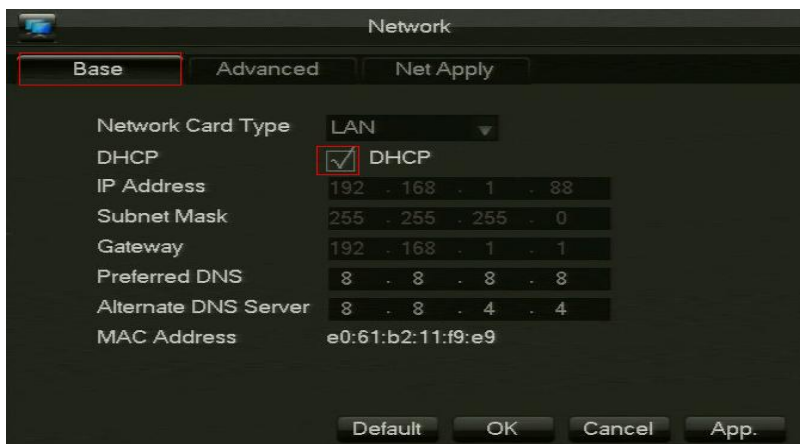 Network
Base Advanced Net Apply
Network Card Type LAN
DHCP DHCP
IP Address 192 . 168 . 1 . 88
Subnet Mask 255 . 255 . 255 . 0
Gateway 192 . 168 . 1 . 1
Preferred DNS 8 . 8 . 8 . 8
Alternate DNS Server 8 . 8 . 4 . 4
MAC Address e0:61:b2:11:f9:e9
Default OK Cancel App.